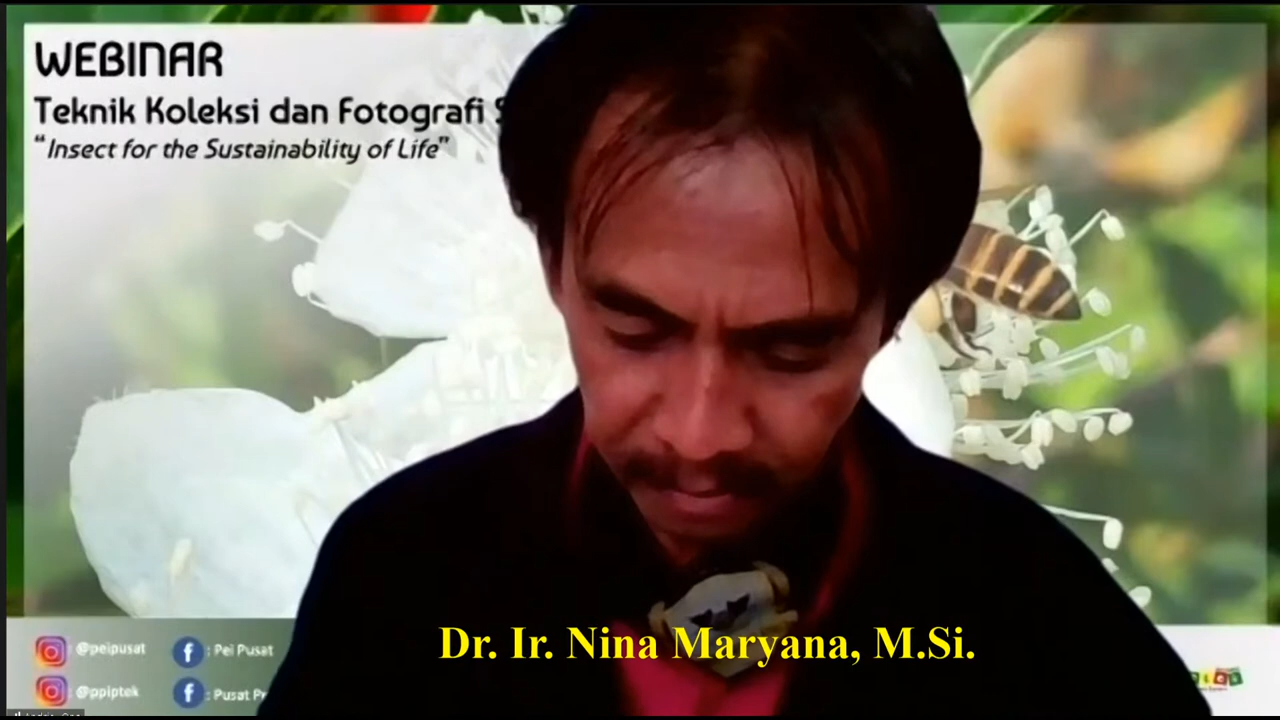 WEBINAR
Teknik Koleksi dan Fotografi
“Insect for the Sustainability of Life”
Dr. Ir. Nina Maryana, M.Si.
@peipusat : Pei Pusat
@ppiptek : Pusat